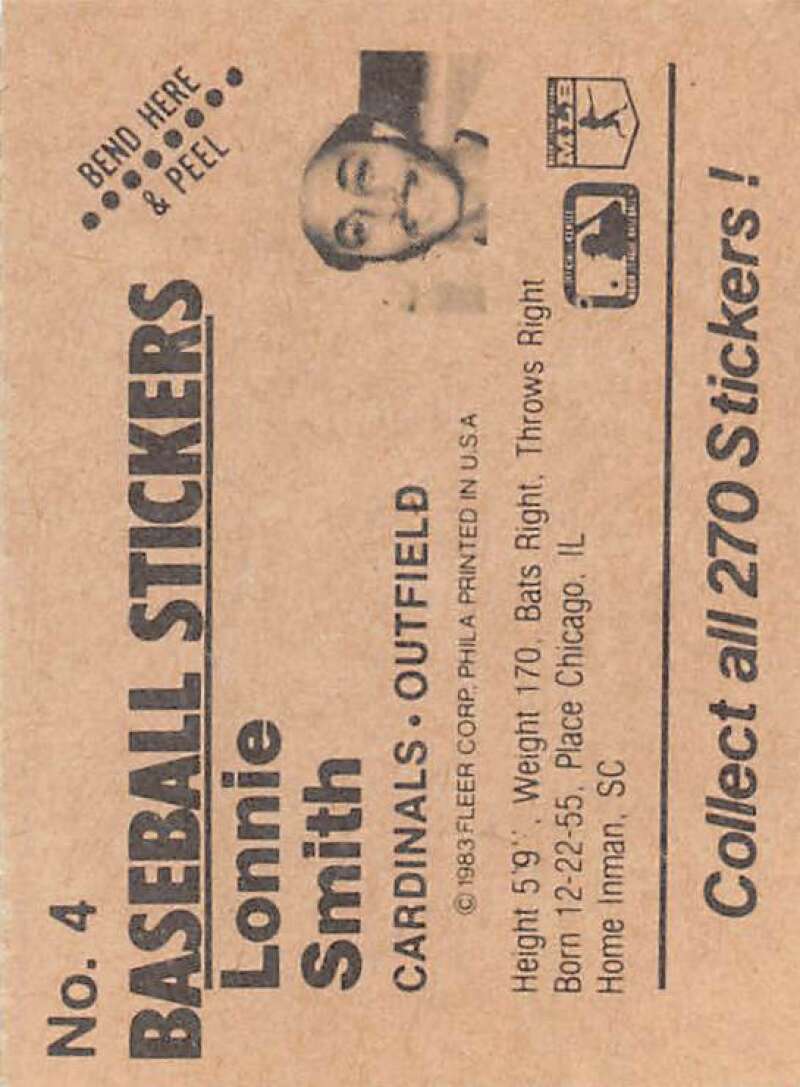 No. 4
BEND HERE
& PEEL
BASEBALL STICKERS
Lonnie
Smith
CARDINALS • OUTFIELD
© 1983 FLEER CORP. PHILA PRINTED IN U.S.A
Height 5'9'', Weight 170, Bats Right, Throws Right
Born 12-22-55, Place Chicago, IL
Home Inman, SC
MLB
Collect all 270 Stickers!